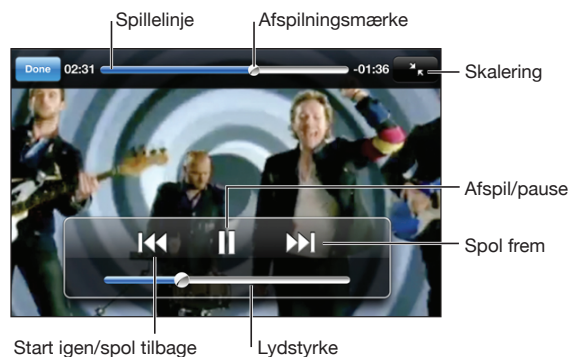 Spillelinje
Afspilningsmærke
Done 02:31 -01:36
Skalering
Afspil/pause
Spol frem
Start igen/spol tilbage
Lydstyrke